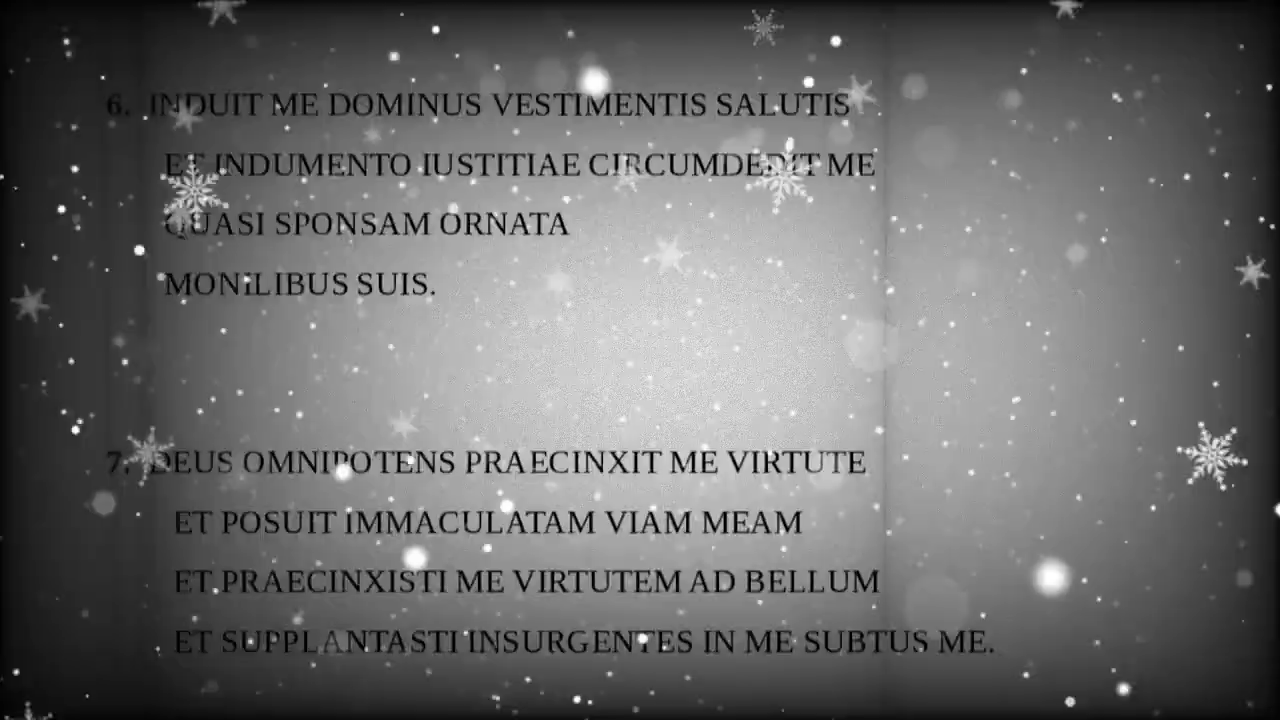 6. INDUIT ME DOMINUS VESTIMENTIS SALUTIS
ET INDUMENTO IUSTITIAE CIRCUMDEDIT ME
QUASI SPONSAM ORNATA
MONILIBUS SUIS.
7. DEUS OMNIPOTENS PRAECINXIT ME VIRTUTE
ET POSUIT IMMACULATAM VIAM MEAM
ET PRAECINXISTI ME VIRTUTEM AD BELLUM
ET SUPPLANTASTI INSURGENTES IN ME SUBTUS ME.